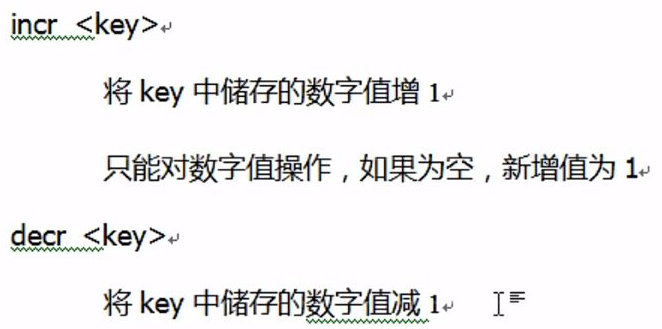 incr <key>
将 key 中储存的数字值增 1
只能对数字值操作，如果为空，新增值为 1
decr <key>
将 key 中储存的数字值减 1